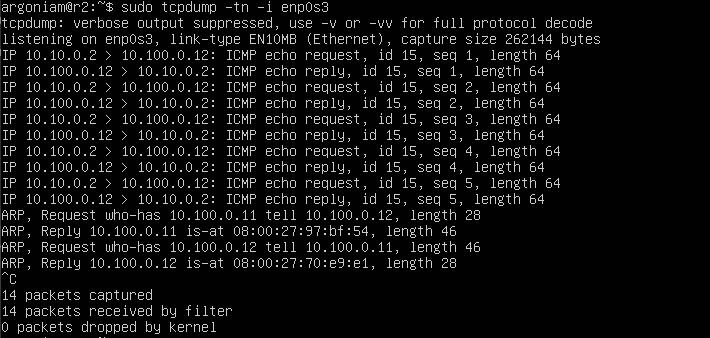 argoniam@r2:~$ sudo tcpdump -tn -i enp0s3
tcpdump: verbose output suppressed, use -v or -vv for full protocol decode
listening on enp0s3, link-type EN10MB (Ethernet), capture size 262144 bytes
IP 10.10.0.2 > 10.100.0.12: ICMP echo request, id 15, seq 1, length 64
IP 10.100.0.12 > 10.10.0.2: ICMP echo reply, id 15, seq 1, length 64
IP 10.10.0.2 > 10.100.0.12: ICMP echo request, id 15, seq 2, length 64
IP 10.100.0.12 > 10.10.0.2: ICMP echo reply, id 15, seq 2, length 64
IP 10.10.0.2 > 10.100.0.12: ICMP echo request, id 15, seq 3, length 64
IP 10.100.0.12 > 10.10.0.2: ICMP echo reply, id 15, seq 3, length 64
IP 10.10.0.2 > 10.100.0.12: ICMP echo request, id 15, seq 4, length 64
IP 10.100.0.12 > 10.10.0.2: ICMP echo reply, id 15, seq 4, length 64
IP 10.10.0.2 > 10.100.0.12: ICMP echo request, id 15, seq 5, length 64
IP 10.100.0.12 > 10.10.0.2: ICMP echo reply, id 15, seq 5, length 64
ARP, Request who-has 10.100.0.11 tell 10.100.0.12, length 28
ARP, Reply 10.100.0.11 is-at 08:00:27:97:bf:54, length 46
ARP, Request who-has 10.100.0.12 tell 10.100.0.11, length 46
ARP, Reply 10.100.0.12 is-at 08:00:27:70:e9:e1, length 28
^C
14 packets captured
14 packets received by filter
0 packets dropped by kernel